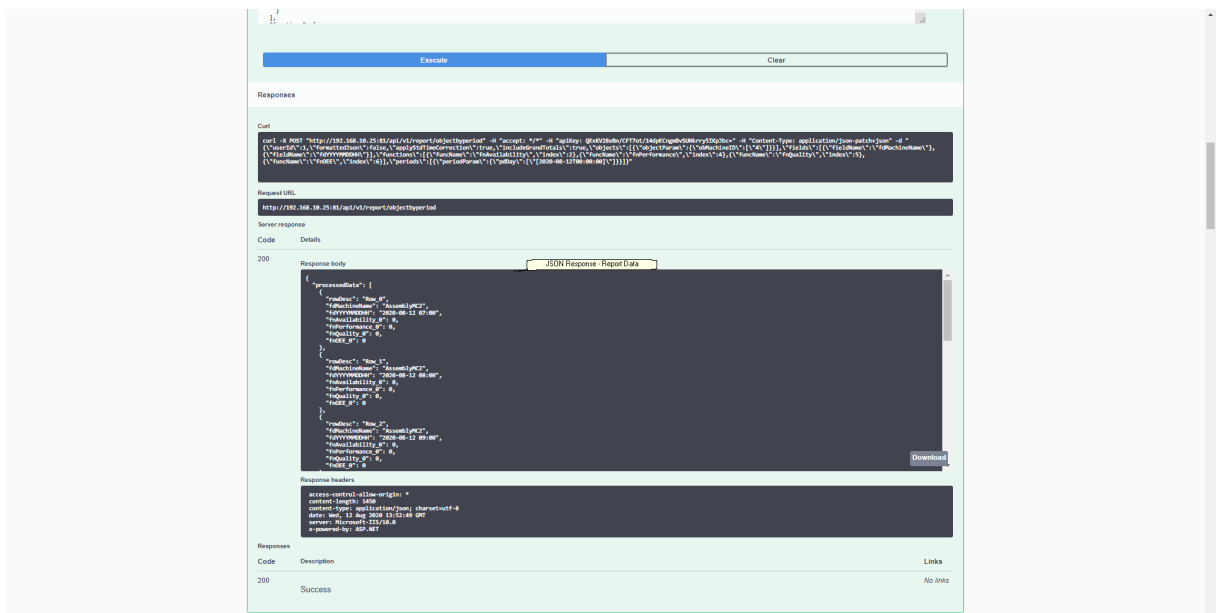 }
],
Execute
Clear
Responses
Curl
curl -X POST "http://192.168.10.25:81/api/v1/report/objectbyperiod" -H "accept: */*" -H "apiKey: -H "Content-Type: application/json-patch+json" -d "
{\"userId\":1,\"formattedJson\":false,\"applyStdTimeCorrection\":true,\"includeGrandTotals\":true,\"objects\":[{\"objectParam\":{\"obMachineID\":[\"4\"]}}],\"fields\":[{\"fieldName\":\"fdMachineName\"},
{\"fieldName\":\"fdYYYYMMDDHH\"}],\"functions\":[{\"funcName\":\"fnAvailability\",\"index\":2},{\"funcName\":\"fnPerformance\",\"index\":4},{\"funcName\":\"fnQuality\",\"index\":5},
{\"funcName\":\"fnOEE\",\"index\":6}],\"periods\":[{\"periodParam\":{\"pdDay\":[\"[2020-08-12T00:00:00]\"]}}]}"
Request URL
http://192.168.10.25:81/api/v1/report/objectbyperiod
Server response
Code Details
200
Response body
JSON Response - Report Data
{
"processedData": [
{
"rowDesc": "Row_0",
"fdMachineName": "AssemblyMC2",
"fdYYYYMMDDHH": "2020-08-12 07:00",
"fnAvailability_0": 0,
"fnPerformance_0": 0,
"fnQuality_0": 0,
"fnOEE_0": 0
},
{
"rowDesc": "Row_1",
"fdMachineName": "AssemblyMC2",
"fdYYYYMMDDHH": "2020-08-12 08:00",
"fnAvailability_0": 0,
"fnPerformance_0": 0,
"fnQuality_0": 0,
"fnOEE_0": 0
},
{
"rowDesc": "Row_2",
"fdMachineName": "AssemblyMC2",
"fdYYYYMMDDHH": "2020-08-12 09:00",
"fnAvailability_0": 0,
"fnPerformance_0": 0,
"fnQuality_0": 0,
"fnOEE_0": 0
Download
Response headers
access-control-allow-origin: *
content-length: 1450
content-type: application/json; charset=utf-8
date: Wed, 12 Aug 2020 13:52:49 GMT
server: Microsoft-IIS/10.0
x-powered-by: ASP.NET
Responses
Code Description Links
200 Success No links